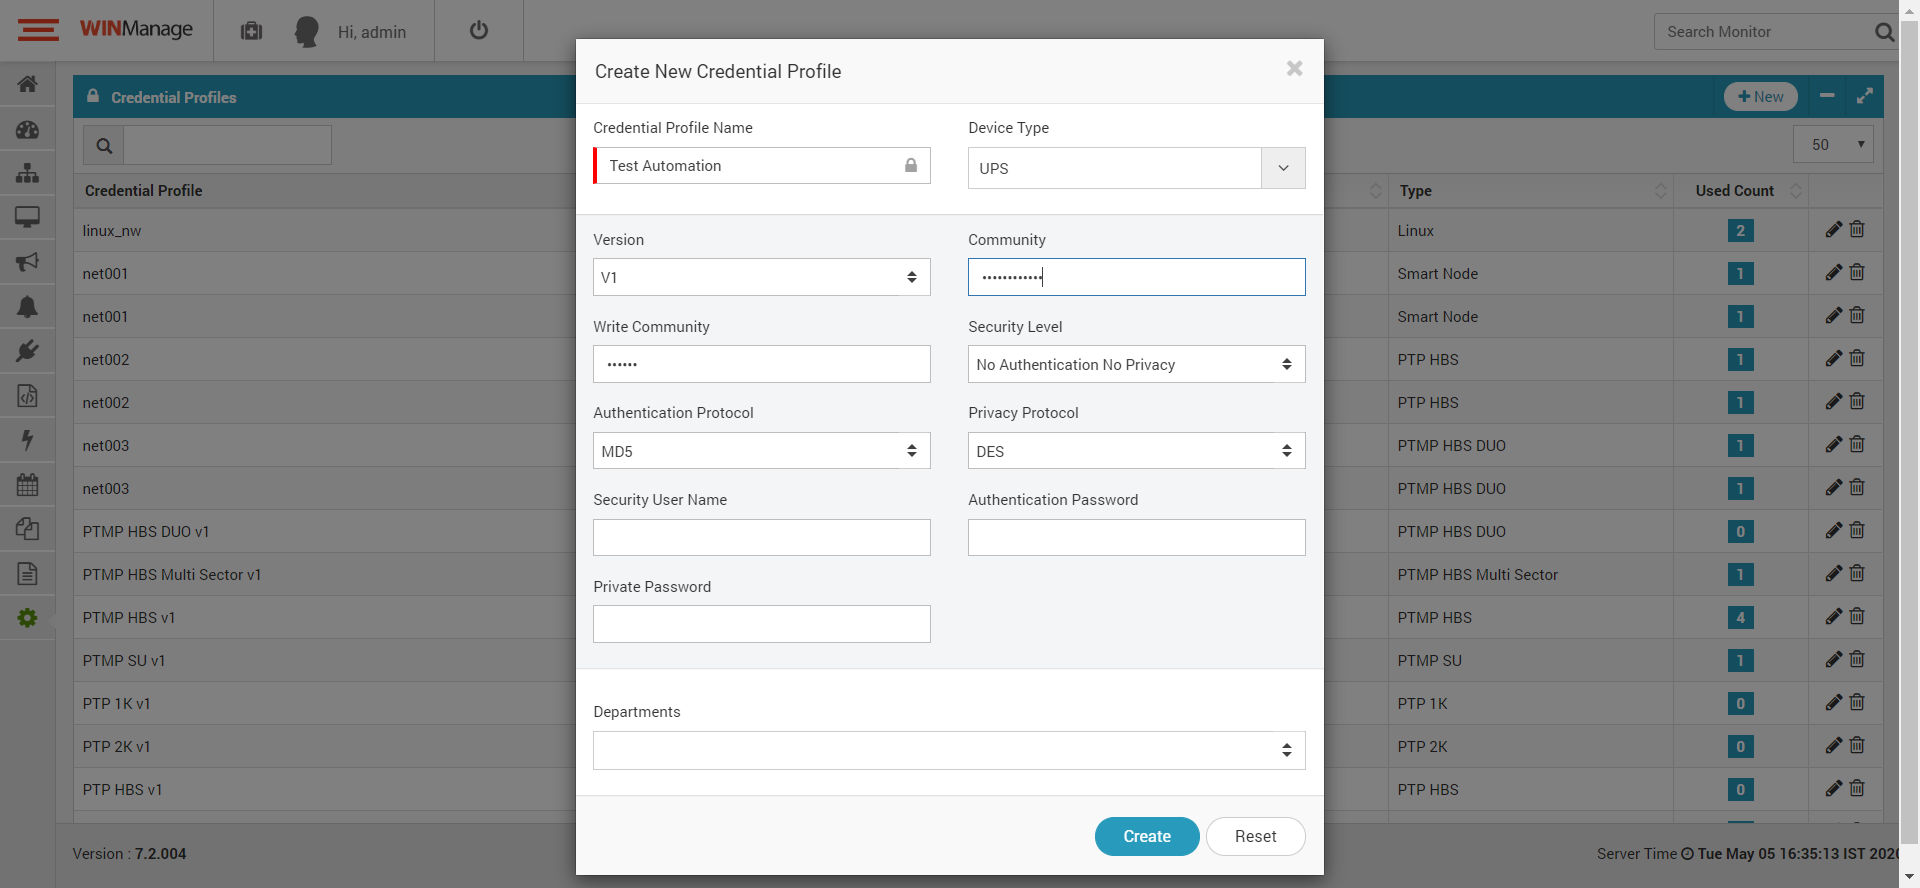 WINManage
Hi, admin
Search Monitor
Credential Profiles
New
50
Credential Profile
Type
Used Count
linux_nw
Linux
2
net001
Smart Node
1
net001
Smart Node
1
net002
PTP HBS
1
net002
PTP HBS
1
net003
PTMP HBS DUO
1
net003
PTMP HBS DUO
1
PTMP HBS DUO v1
PTMP HBS DUO
0
PTMP HBS Multi Sector v1
PTMP HBS Multi Sector
1
PTMP HBS v1
PTMP HBS
4
PTMP SU v1
PTMP SU
1
PTP 1K v1
PTP 1K
0
PTP 2K v1
PTP 2K
0
PTP HBS v1
PTP HBS
0
Create New Credential Profile
Credential Profile Name
Device Type
Test Automation
UPS
Version
Community
V1
••••••••••••
Write Community
Security Level
••••••
No Authentication No Privacy
Authentication Protocol
Privacy Protocol
MD5
DES
Security User Name
Authentication Password
Private Password
Departments
Create
Reset
Version : 7.2.004
Server Time Tue May 05 16:35:13 IST 2020